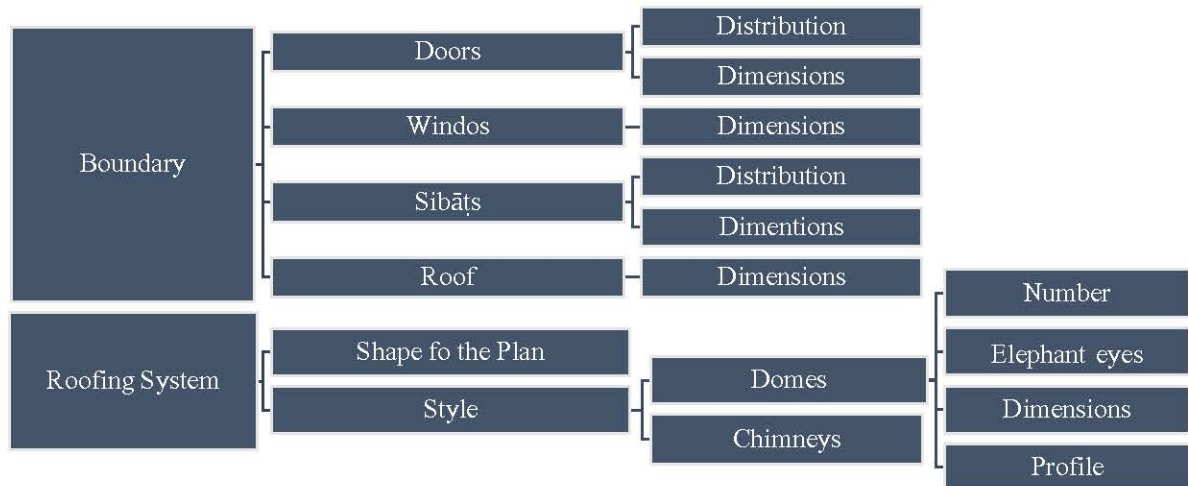 Boundary
Doors
Distribution
Dimensions
Windos
Dimensions
Sibāṭs
Distribution
Dimentions
Roof
Dimensions
Roofing System
Shape fo the Plan
Style
Domes
Number
Elephant eyes
Dimensions
Profile
Chimneys